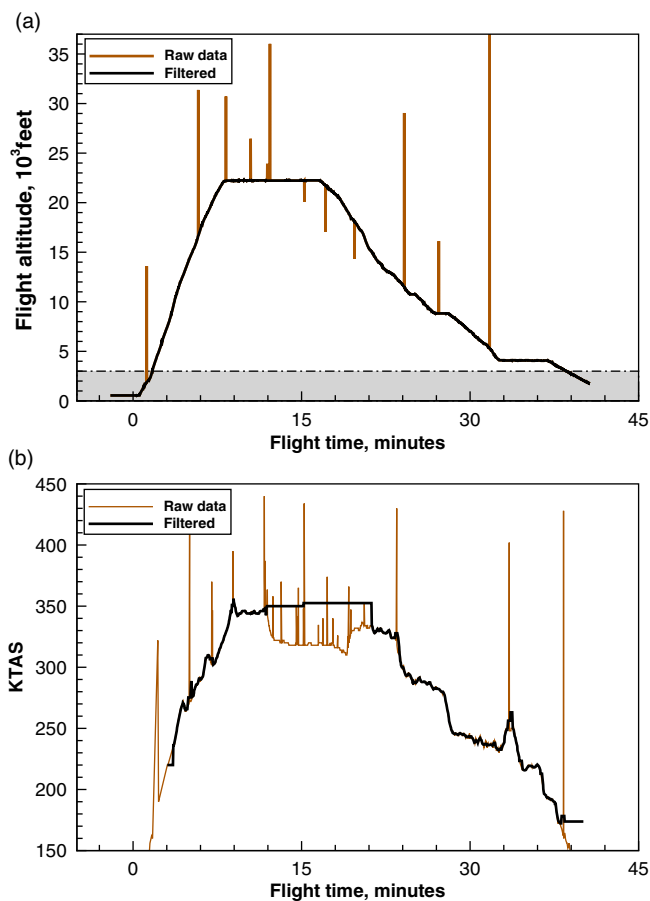 (a)
Raw data
Filtered
35
30
25
20
15
10
5
0
Flight altitude, 10³feet
0 15 30 45
Flight time, minutes
(b)
450
400
350
300
250
200
150
Raw data
Filtered
KTAS
0 15 30 45
Flight time, minutes